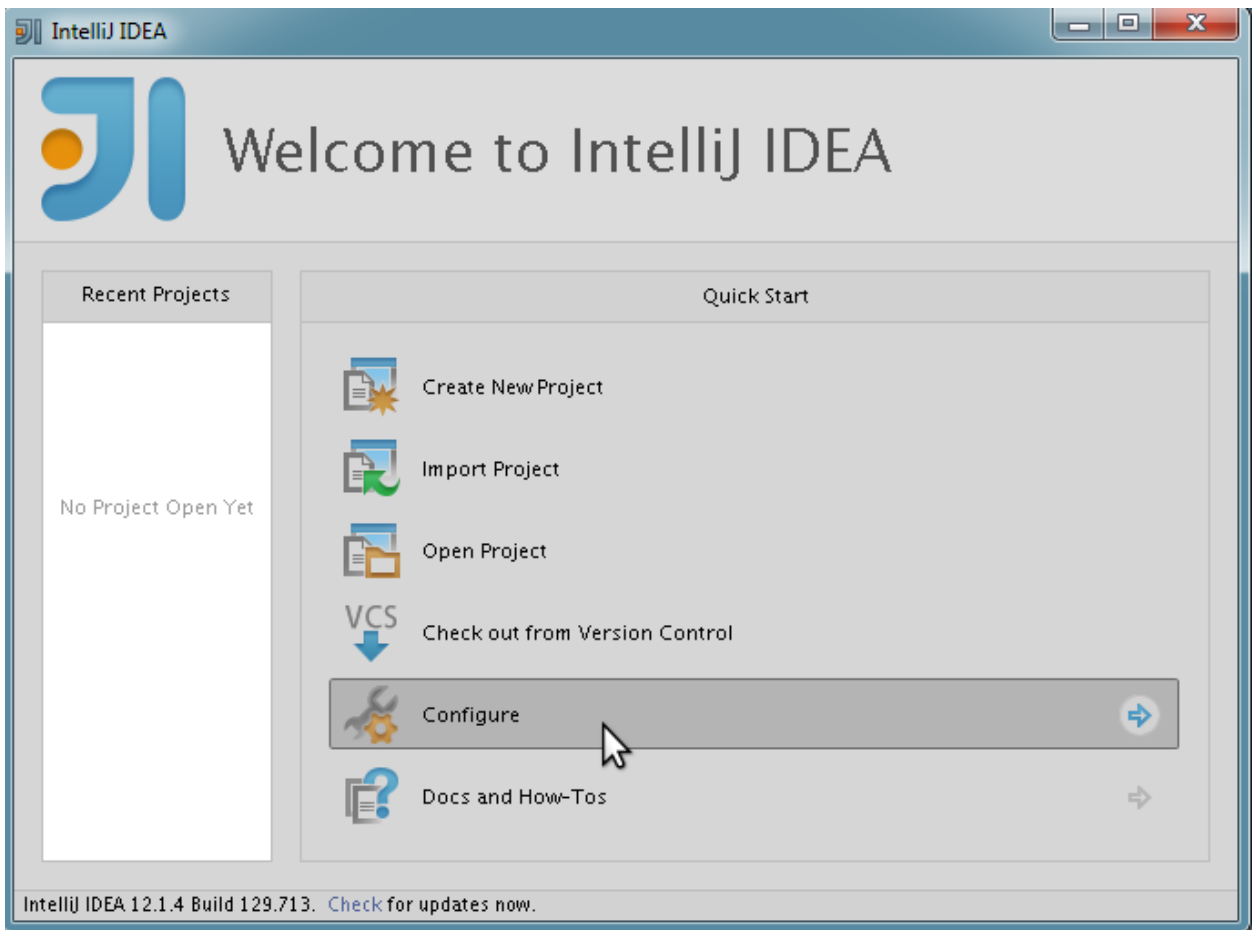 IntelliJ IDEA
Welcome to IntelliJ IDEA
Recent Projects
No Project Open Yet
Quick Start
Create New Project
Import Project
Open Project
VCS
Check out from Version Control
Configure
Docs and How-Tos
IntelliJ IDEA 12.1.4 Build 129.713. Check for updates now.